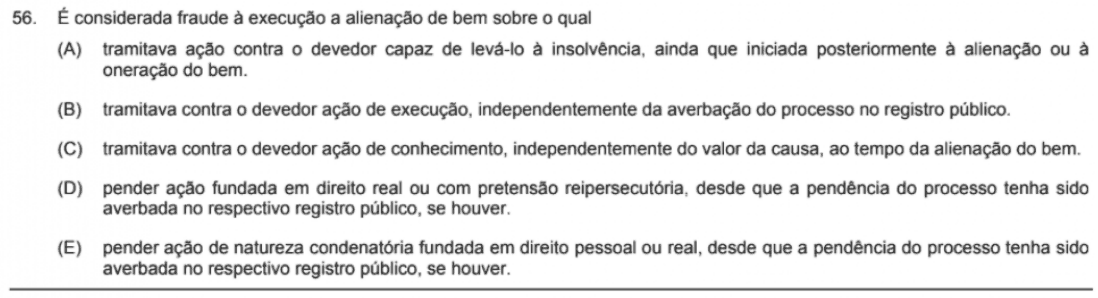 56. É considerada fraude à execução a alienação de bem sobre o qual
(A) tramitava ação contra o devedor capaz de levá-lo à insolvência, ainda que iniciada posteriormente à alienação ou à
oneração do bem.
(B) tramitava contra o devedor ação de execução, independentemente da averbação do processo no registro público.
(C) tramitava contra o devedor ação de conhecimento, independentemente do valor da causa, ao tempo da alienação do bem.
(D) pender ação fundada em direito real ou com pretensão reipersecutória, desde que a pendência do processo tenha sido
averbada no respectivo registro público, se houver.
(E) pender ação de natureza condenatória fundada em direito pessoal ou real, desde que a pendência do processo tenha sido
averbada no respectivo registro público, se houver.